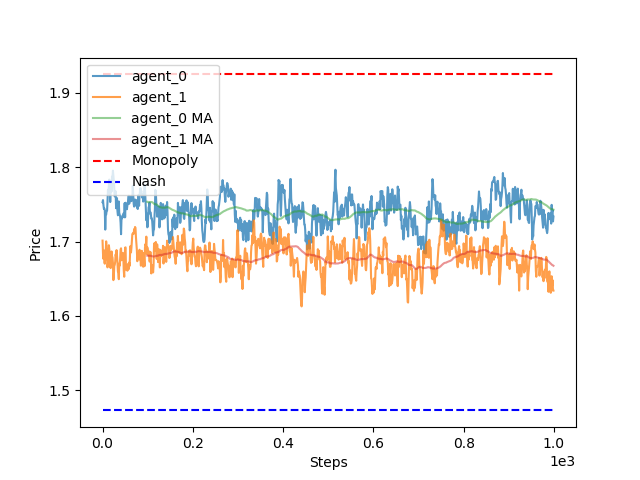 agent_0
agent_1
agent_0 MA
agent_1 MA
Monopoly
Nash
Price
1.9
1.8
1.7
1.6
1.5
0.0 0.2 0.4 0.6 0.8 1.0
Steps
1e3